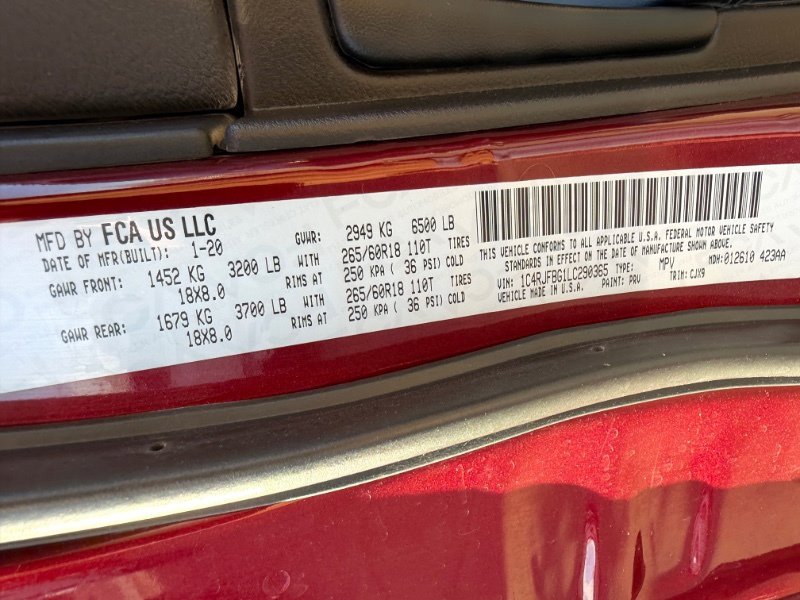 MFD BY FCA US LLC
DATE OF MFR(BUILT): 1-20 GVWR: 2949 KG 6500 LB
GAWR FRONT: 1452 KG 3200 LB WITH 265/60R18 110T TIRES
18X8.0 RIMS AT 250 KPA ( 36 PSI) COLD
GAWR REAR: 1679 KG 3700 LB WITH 265/60R18 110T TIRES
18X8.0 RIMS AT 250 KPA ( 36 PSI) COLD
THIS VEHICLE CONFORMS TO ALL APPLICABLE U.S.A. FEDERAL MOTOR VEHICLE SAFETY
STANDARDS IN EFFECT ON THE DATE OF MANUFACTURE SHOWN ABOVE.
VIN: 1C4RJFBG1LC290365 TYPE: MPV MDH:012610 423AA
VEHICLE MADE IN U.S.A. PAINT: PRV TRIM: CJX9